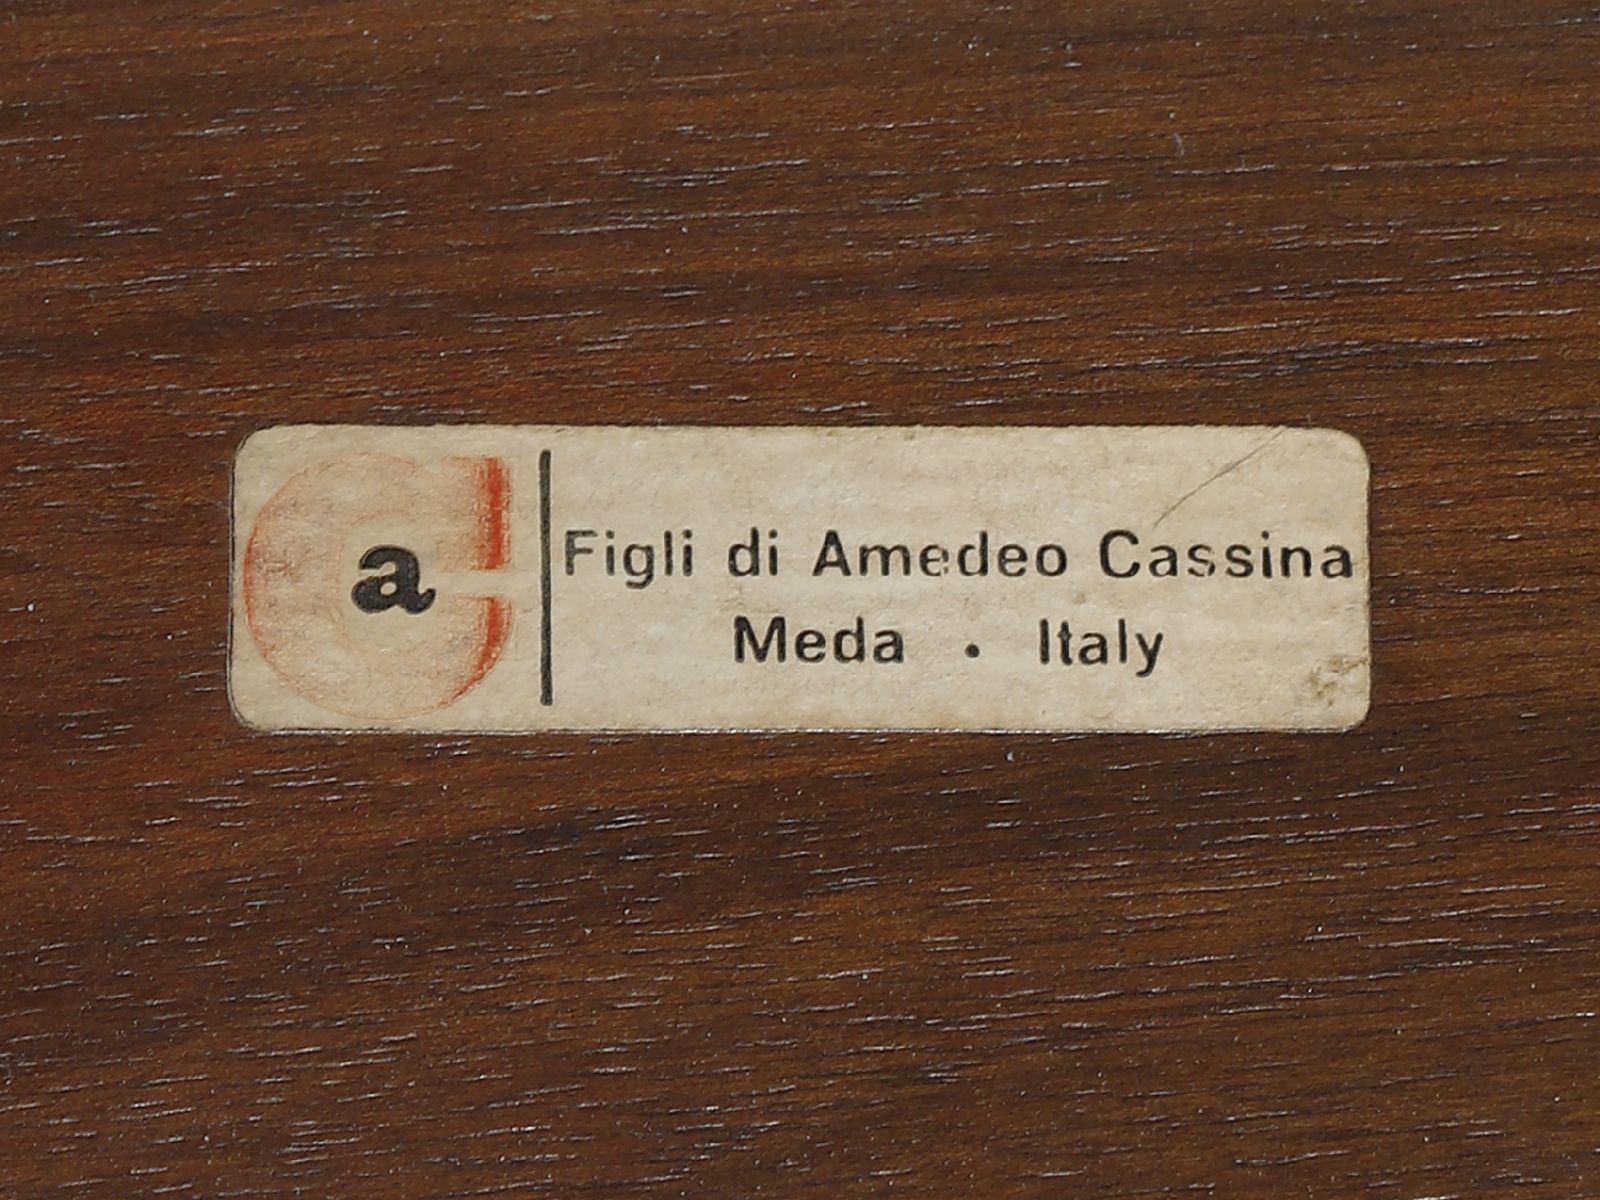 a
Figli di Amedeo Cassina
Meda · Italy